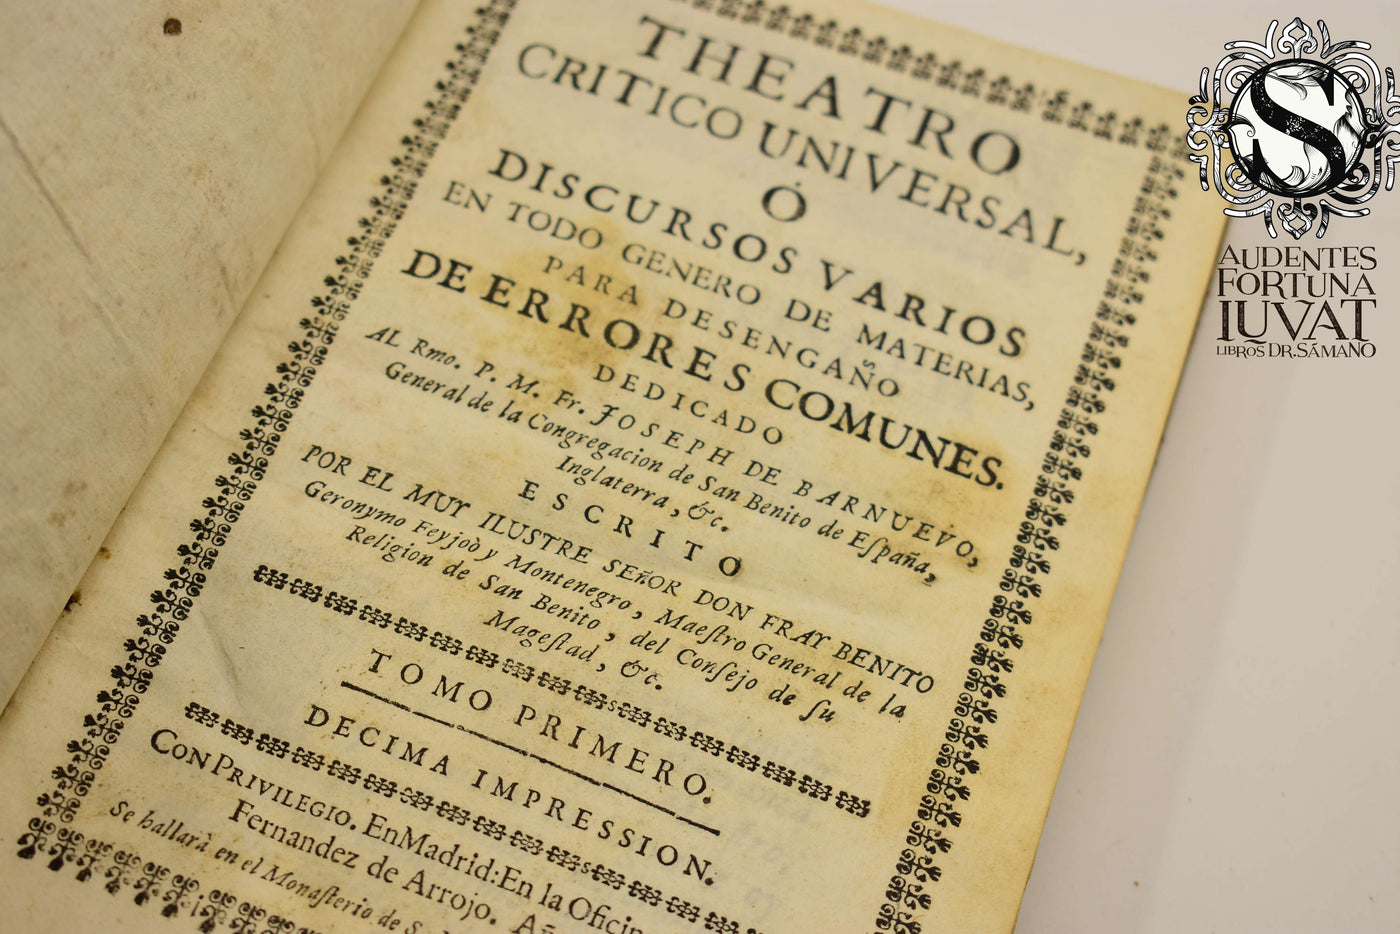 THEATRO
CRITICO UNIVERSAL,
Ó
DISCURSOS VARIOS
EN TODO GENERO DE MATERIAS,
PARA DESENGAÑO
DE ERRORES COMUNES.
DEDICADO
AL Rmo. P. M. Fr. JOSEPH DE BARNUEVO,
General de la Congregacion de San Benito de Eſpaña,
Inglaterra, &c.
ESCRITO
POR EL MUY ILUSTRE SEñOR DON FRAY BENITO
Geronymo Feyjoò y Montenegro, Maeſtro General de la
Religion de San Benito, del Conſejo de ſu
Mageſtad, &c.
TOMO PRIMERO.
DECIMA IMPRESSION.
CON PRIVILEGIO. En Madrid: En la Oficin
Fernandez de Arrojo. Añ
Se hallarà en el Monaſterio de S.
S
AUDENTES
FORTUNA
IUVAT
LIBROS DR. SÁMANO